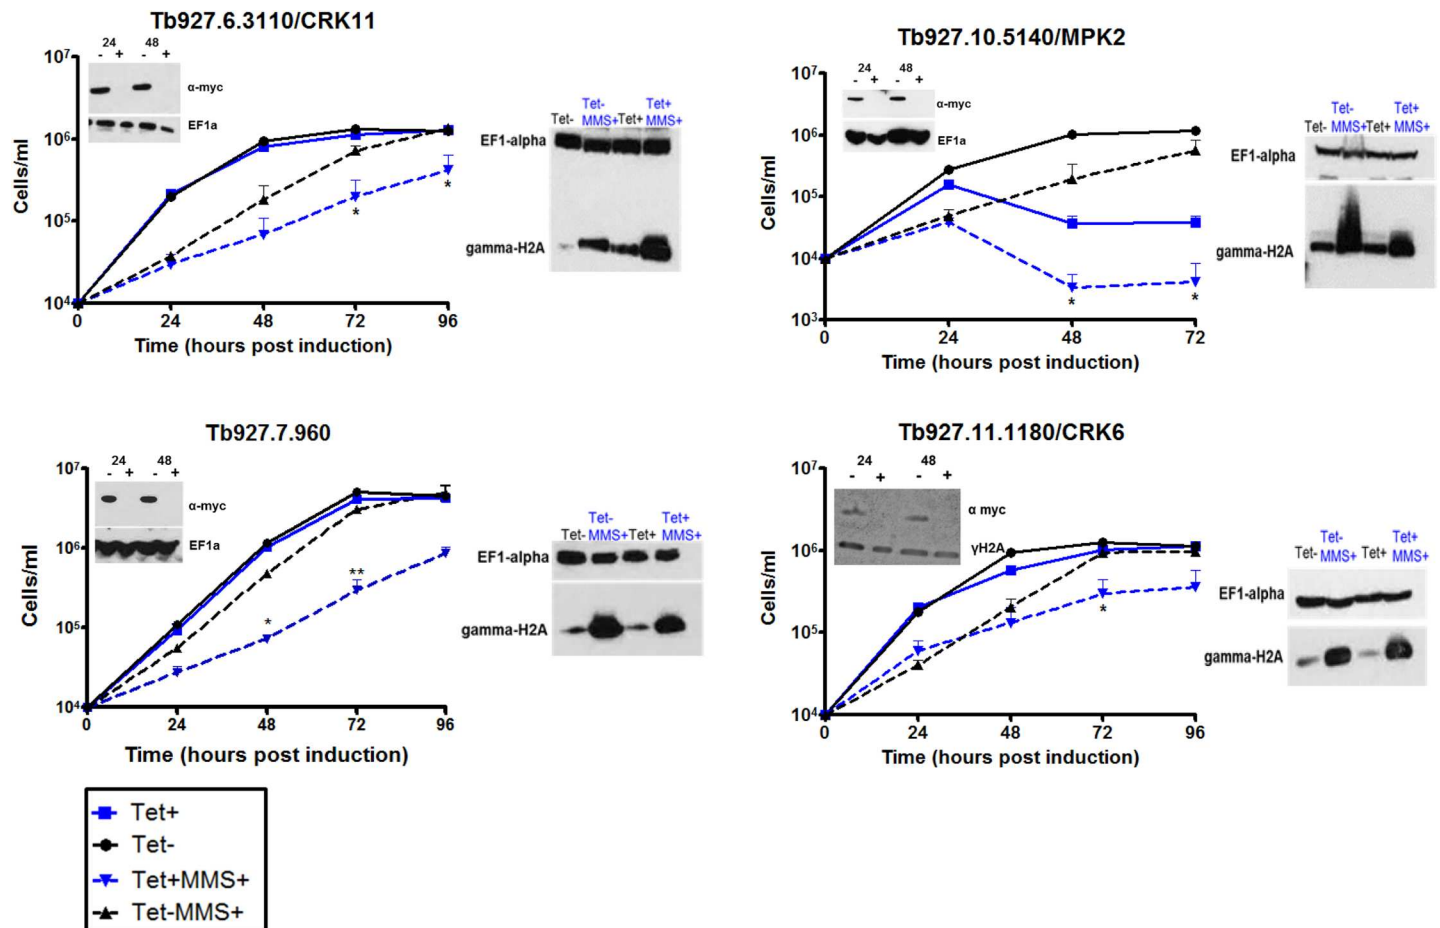 Tb927.6.3110/CRK11
10⁷
10⁶
10⁵
10⁴
Cells/ml
24 48
- + - +
α-myc
EF1a
0 24 48 72 96
Time (hours post induction)
*
*
Tet- Tet- MMS+ Tet+ Tet+ MMS+
EF1-alpha
gamma-H2A
Tb927.10.5140/MPK2
10⁷
10⁶
10⁵
10⁴
10³
Cells/ml
24 48
- + - +
α-myc
EF1a
0 24 48 72
Time (hours post induction)
*
*
Tet- Tet- MMS+ Tet+ Tet+ MMS+
EF1-alpha
gamma-H2A
Tb927.7.960
10⁷
10⁶
10⁵
10⁴
Cells/ml
24 48
- + - +
α-myc
EF1a
0 24 48 72 96
Time (hours post induction)
*
**
Tet- Tet- MMS+ Tet+ Tet+ MMS+
EF1-alpha
gamma-H2A
Tb927.11.1180/CRK6
10⁷
10⁶
10⁵
10⁴
Cells/ml
24 48
- + - +
α myc
γH2A
0 24 48 72 96
Time (hours post induction)
*
Tet- Tet- MMS+ Tet+ Tet+ MMS+
EF1-alpha
gamma-H2A
Tet+
Tet-
Tet+MMS+
Tet-MMS+